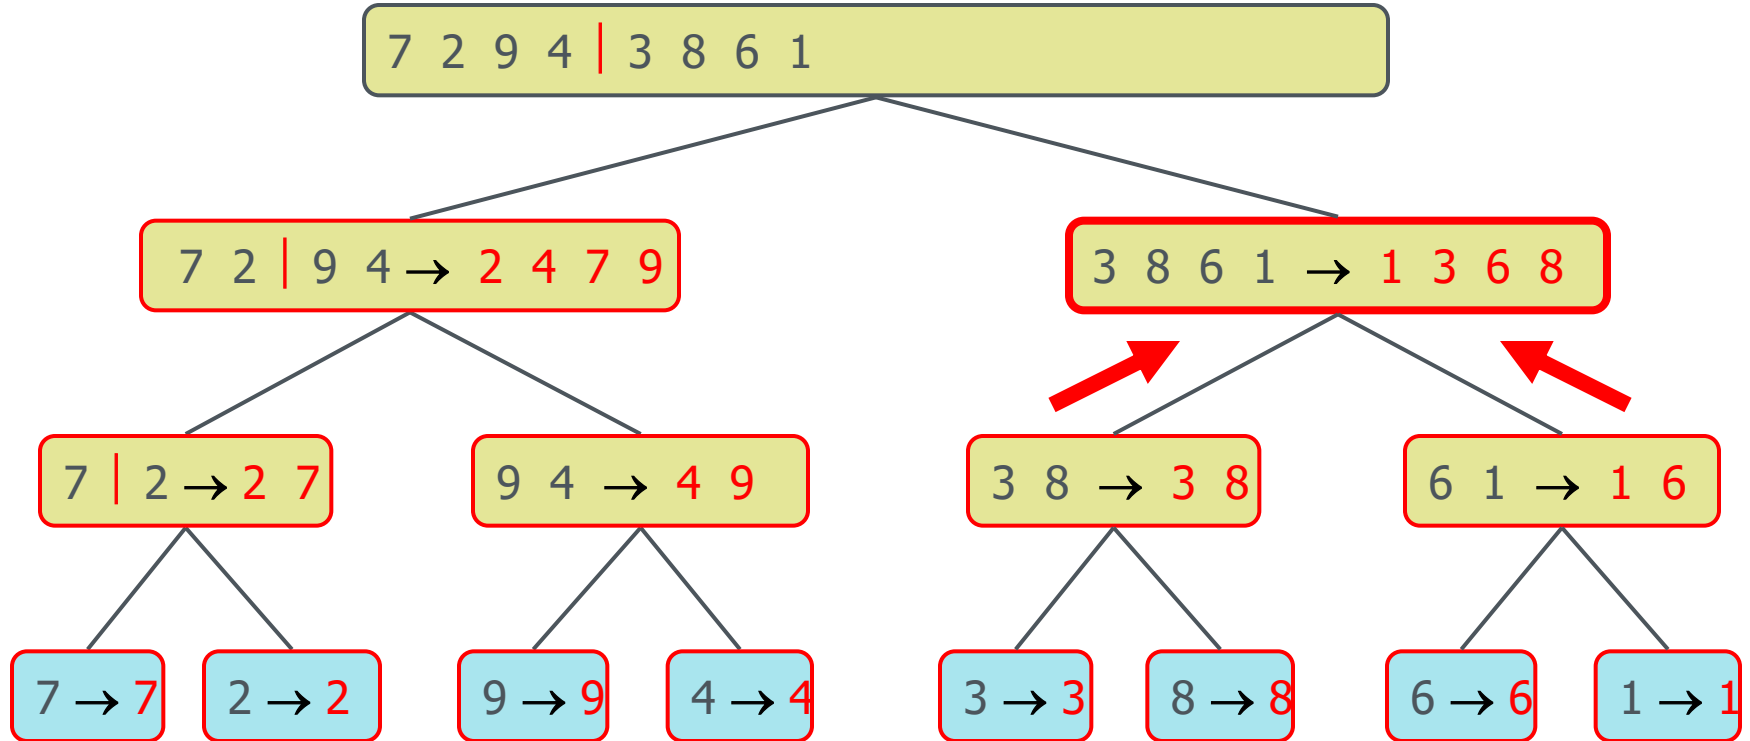 7 2 9 4 | 3 8 6 1
7 2 | 9 4 → 2 4 7 9
3 8 6 1 → 1 3 6 8
7 | 2 → 2 7
9 4 → 4 9
3 8 → 3 8
6 1 → 1 6
7 → 7
2 → 2
9 → 9
4 → 4
3 → 3
8 → 8
6 → 6
1 → 1